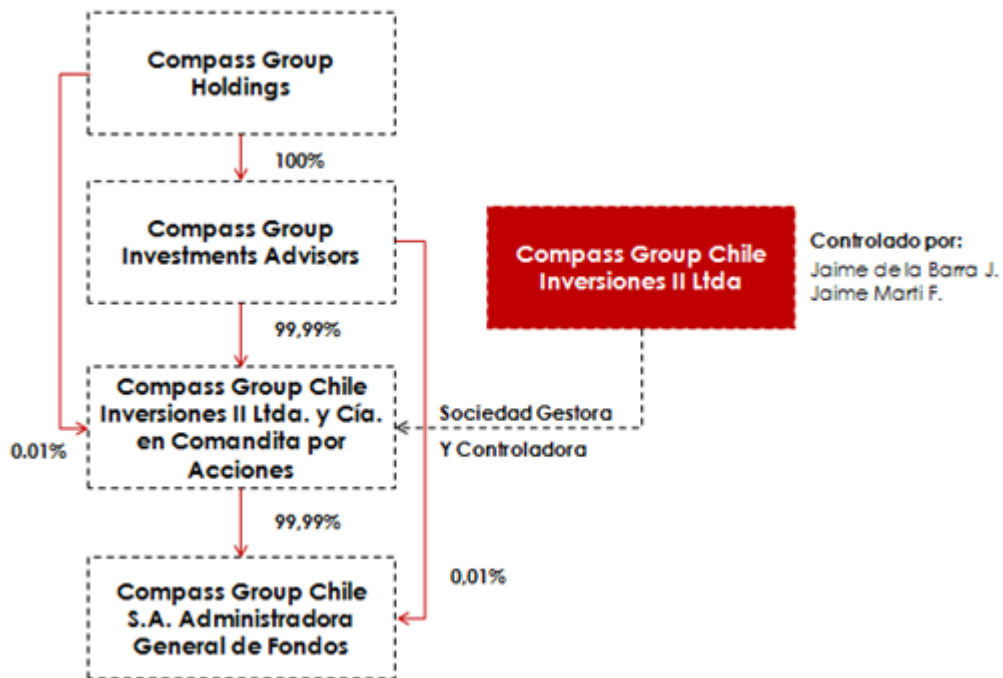 Compass Group
Holdings
100%
Compass Group
Investments Advisors
Compass Group Chile
Inversiones II Ltda
Controlado por:
Jaime de la Barra J.
Jaime Marti F.
99,99%
Compass Group Chile
Inversiones II Ltda. y Cía.
en Comandita por
Acciones
Sociedad Gestora
Y Controladora
0.01%
99,99%
Compass Group Chile
S.A. Administradora
General de Fondos
0,01%